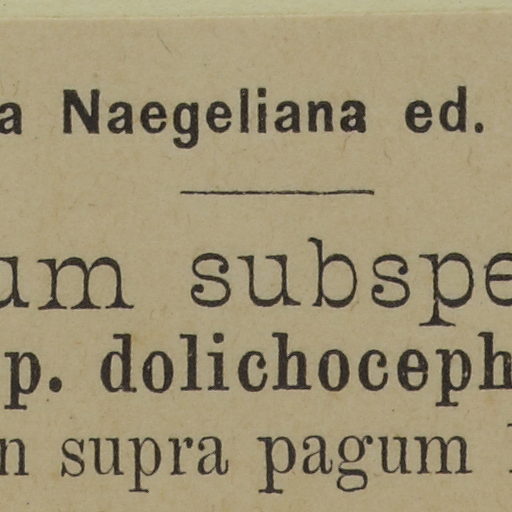 a Naegeliana ed.
um subspe
p. dolichoceph
n supra pagum